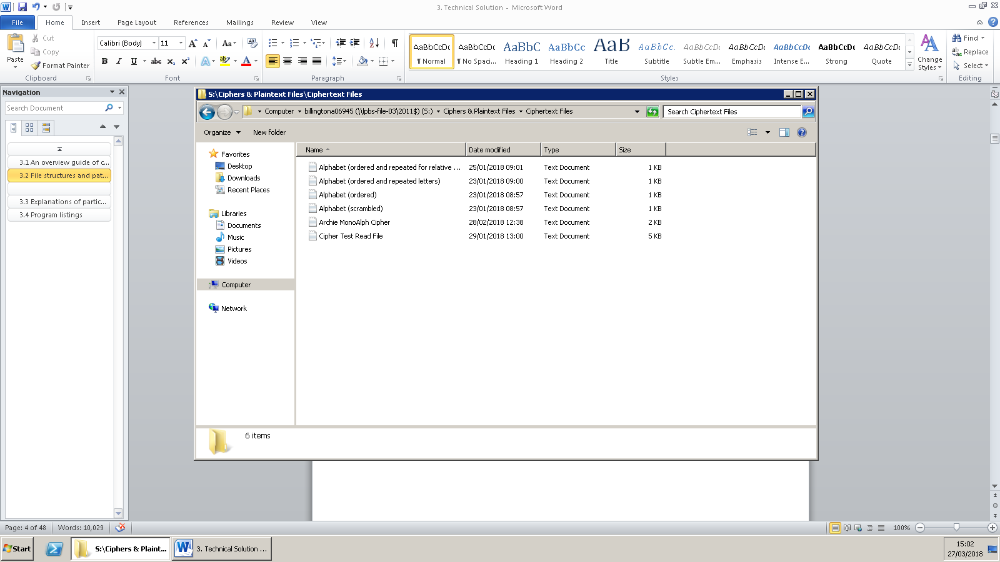 3. Technical Solution - Microsoft Word
File Home Insert Page Layout References Mailings Review View
Paste Cut Copy Format Painter Clipboard
Calibri (Body) 11 Font
Paragraph
AaBbCcDc ¶ Normal
AaBbCcDc ¶ No Spaci...
AaBbC Heading 1
AaBbCc Heading 2
AaB Title
AaBbCc. Subtitle
AaBbCcDc Subtle Em...
AaBbCcDc Emphasis
AaBbCcDc Intense E...
AaBbCcDc Strong
AaBbCcDc Quote
Change Styles Styles
Find Replace Select Editing
Navigation
Search Document
3.1 An overview guide of c...
3.2 File structures and pat...
3.3 Explanations of partic...
3.4 Program listings
S:\Ciphers & Plaintext Files\Ciphertext Files
Computer billingtona06945 (\\lpbs-file-03\2011$) (S:) Ciphers & Plaintext Files Ciphertext Files Search Ciphertext Files
Organize New folder
Favorites
Desktop
Downloads
Recent Places
Libraries
Documents
Music
Pictures
Videos
Computer
Network
Name Date modified Type Size
Alphabet (ordered and repeated for relative ... 25/01/2018 09:01 Text Document 1 KB
Alphabet (ordered and repeated letters) 23/01/2018 09:00 Text Document 1 KB
Alphabet (ordered) 23/01/2018 08:57 Text Document 1 KB
Alphabet (scrambled) 23/01/2018 08:57 Text Document 1 KB
Archie MonoAlph Cipher 28/02/2018 12:38 Text Document 2 KB
Cipher Test Read File 29/01/2018 13:00 Text Document 5 KB
6 items
Page: 4 of 48 Words: 10,029 100%
Start S:\Ciphers & Plaint... 3. Technical Solution ... 15:02
27/03/2018